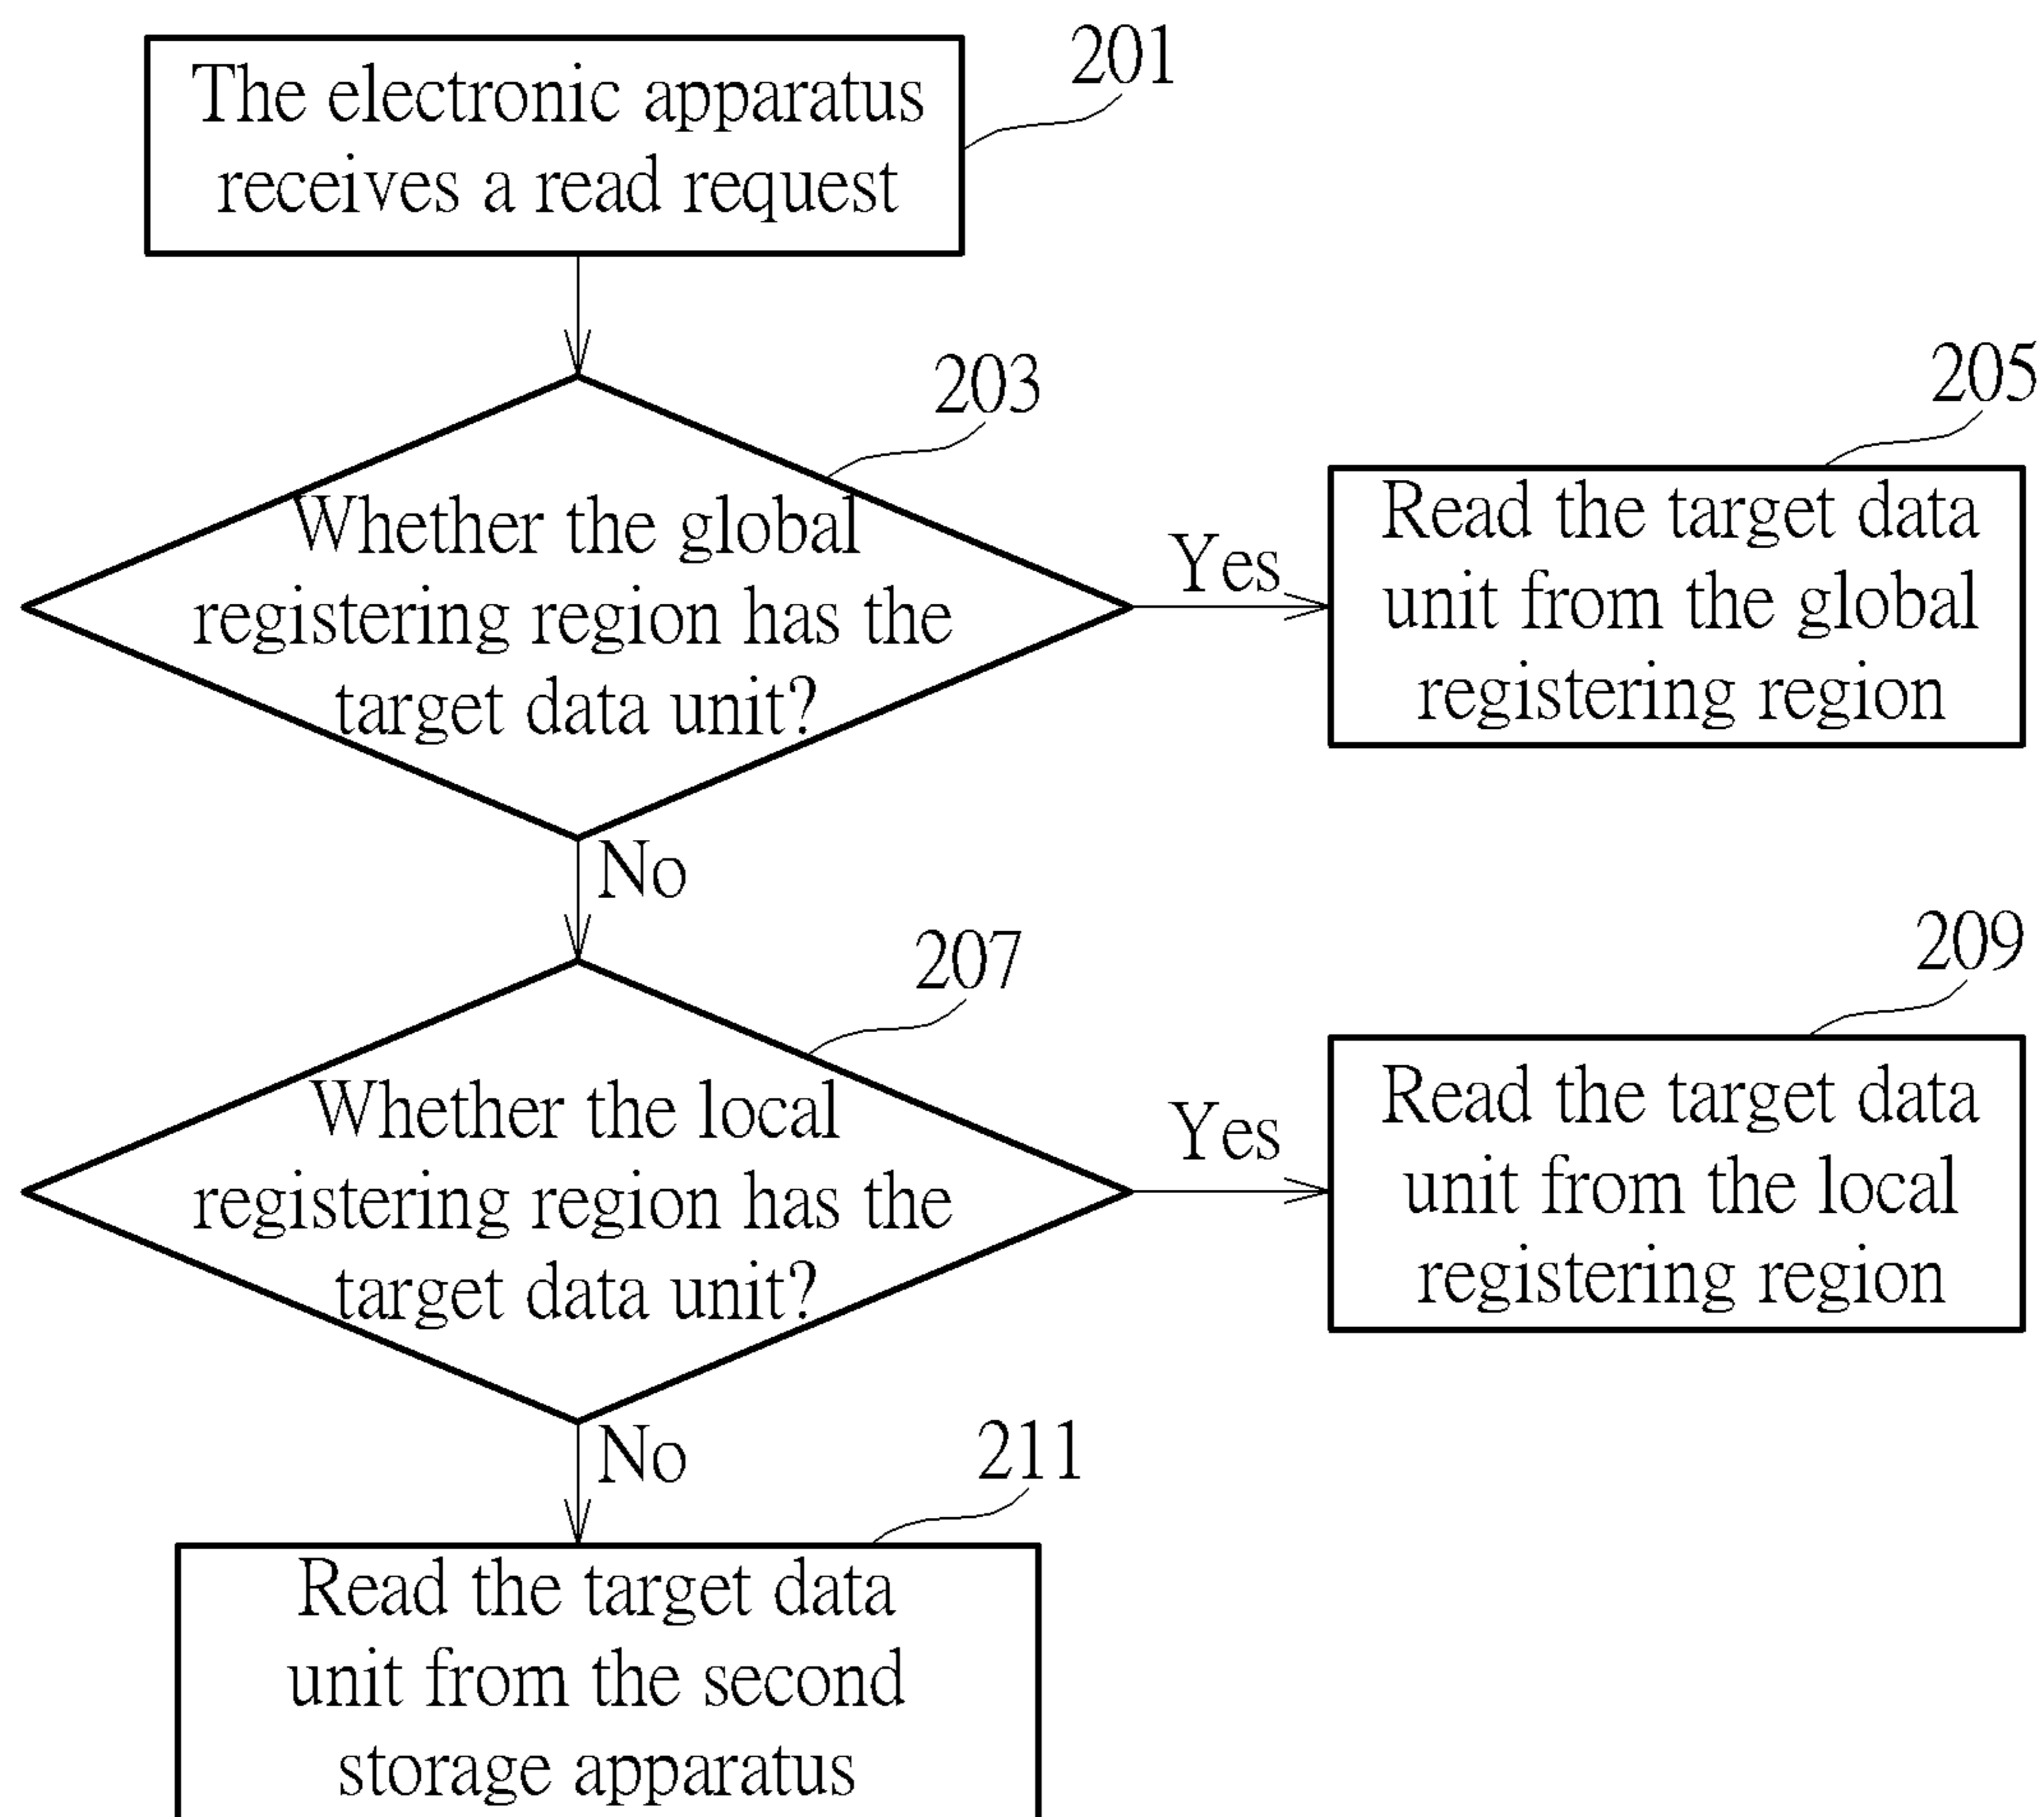 The electronic apparatus
receives a read request
201
Whether the global
registering region has the
target data unit?
203
Yes
Read the target data
unit from the global
registering region
205
No
Whether the local
registering region has the
target data unit?
207
Yes
Read the target data
unit from the local
registering region
209
No
Read the target data
unit from the second
storage apparatus
211